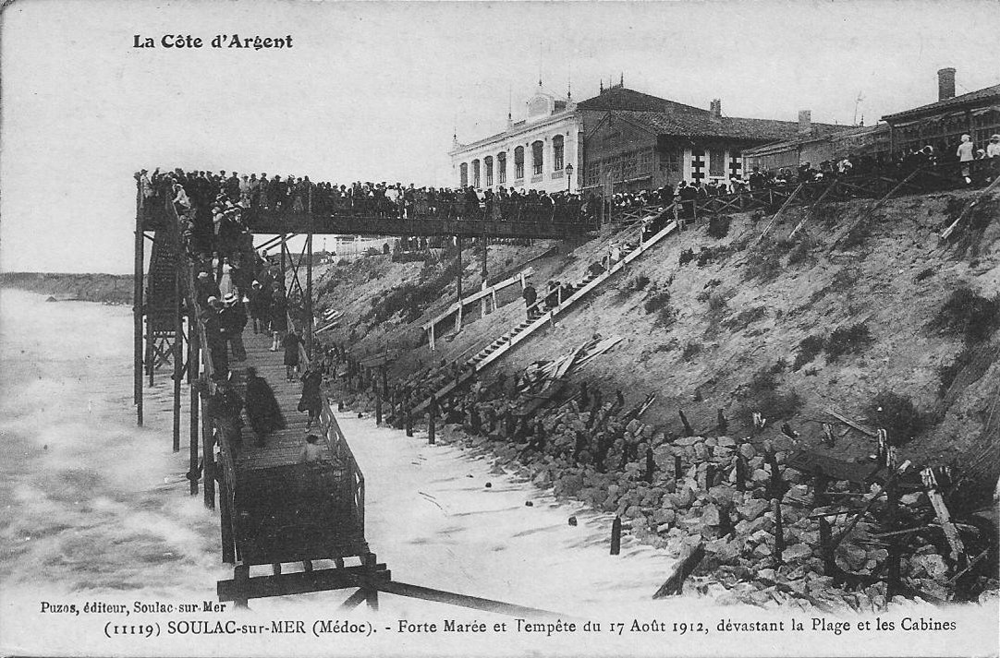 La Côte d'Argent
Puzos, éditeur, Soulac-sur-Mer
(11119) SOULAC-sur-MER (Médoc). - Forte Marée et Tempête du 17 Août 1912, dévastant la Plage et les Cabines